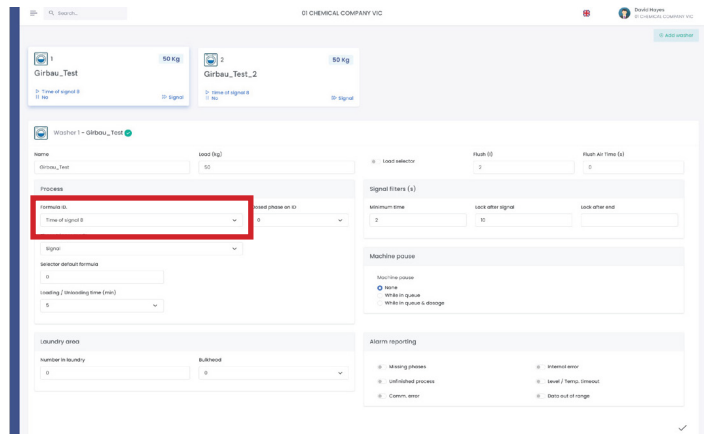 Search...
01 CHEMICAL COMPANY VIC
David Hayes
01 CHEMICAL COMPANY VIC
Add washer
1
50 Kg
Girbau_Test
Time of signal 8
No
Signal
2
50 Kg
Girbau_Test_2
Time of signal 8
No
Signal
Washer 1 - Girbau_Test
Name
Load (kg)
Load selector
Flush (l)
Flush Air Time (s)
Girbau_Test
50
2
0
Process
Signal filters (s)
Formula ID.
losed phase on ID
Minimum time
Lock after signal
Lock after end
Time of signal 8
0
2
10
Signal
Selector default formula
0
Loading / Unloading time (min)
5
Machine pause
Machine pause
None
While in queue
While in queue & dosage
Laundry area
Alarm reporting
Number in laundry
Bulkhead
0
0
Missing phases
Internal error
Unfinished process
Level / Temp. timeout
Comm. error
Data out of range